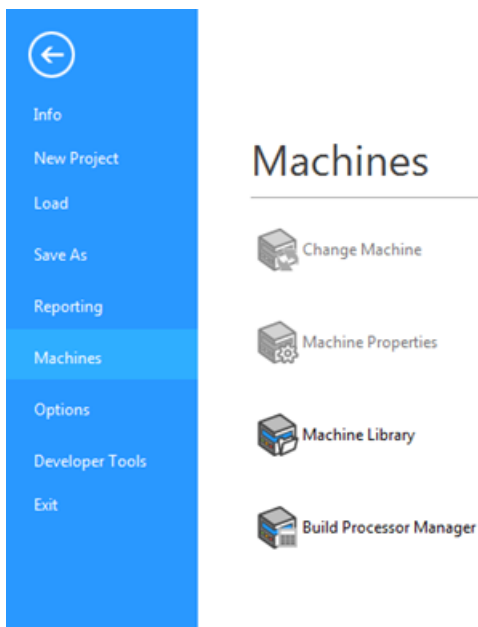 Info
New Project
Load
Save As
Reporting
Machines
Options
Developer Tools
Exit
Machines
Change Machine
Machine Properties
Machine Library
Build Processor Manager